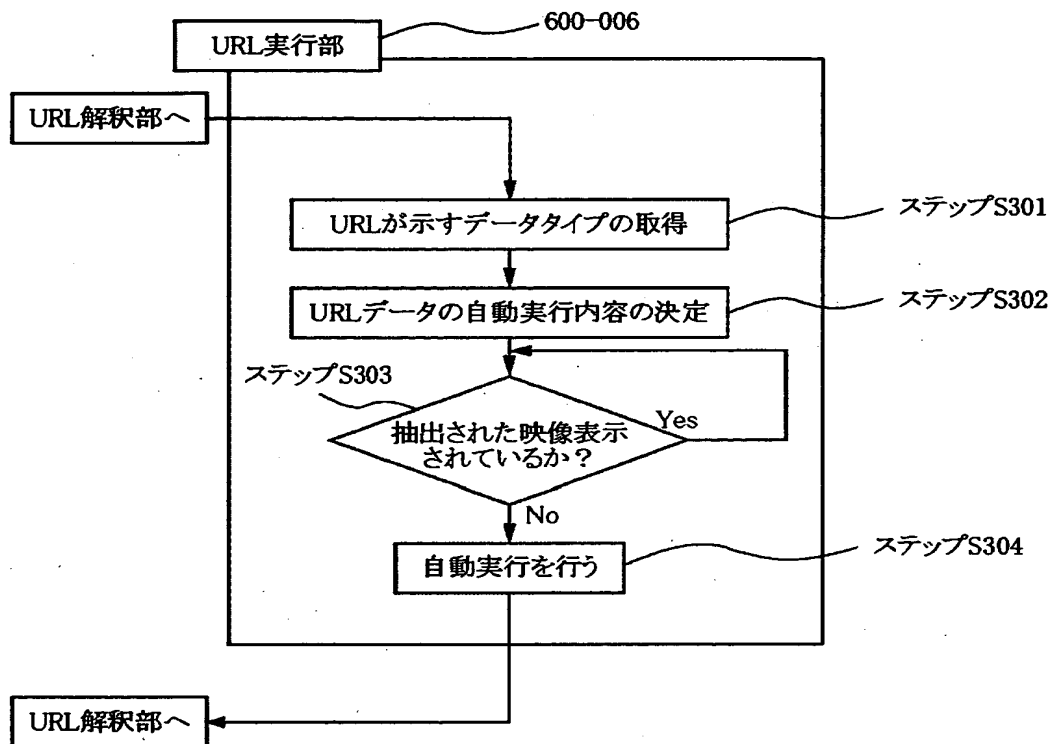 600-006
URL実行部
URL解釈部へ
ステップS301
URLが示すデータタイプの取得
ステップS302
URLデータの自動実行内容の決定
ステップS303
Yes
抽出された映像表示
されているか？
No
ステップS304
自動実行を行う
URL解釈部へ